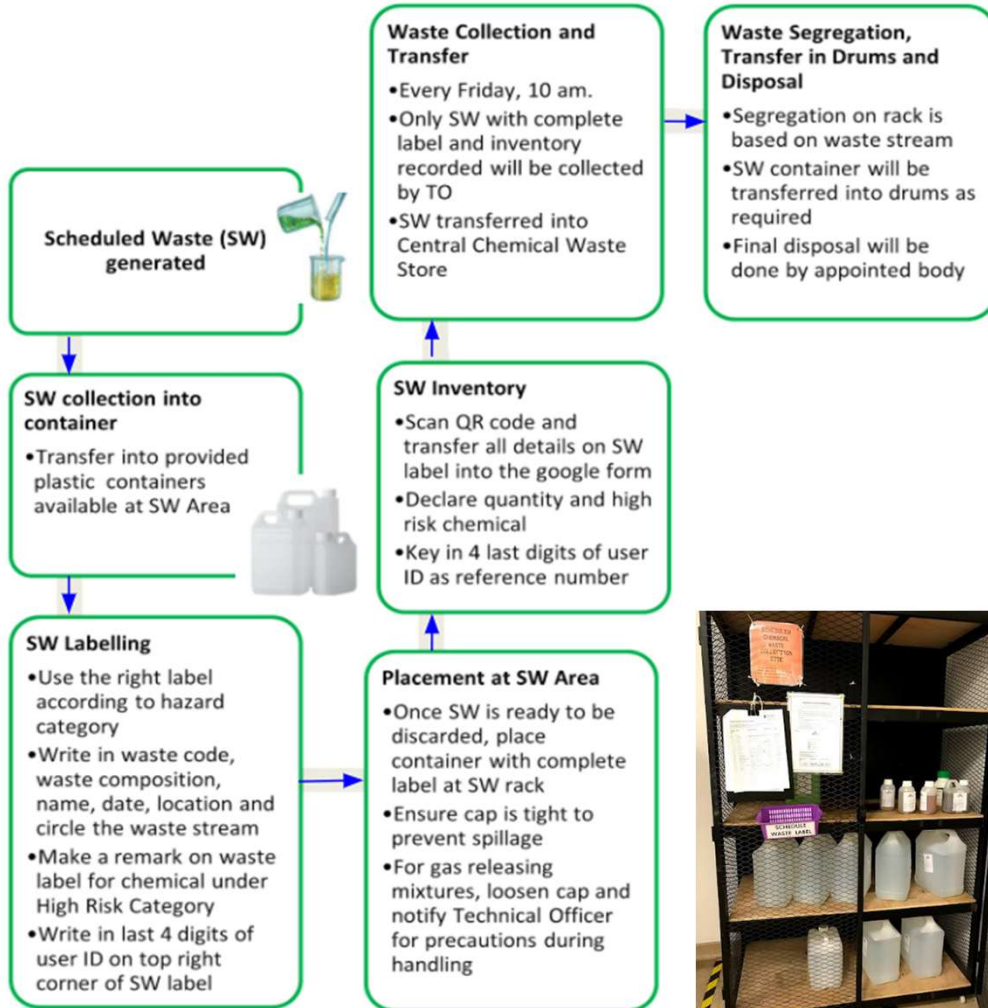 Scheduled Waste (SW)
generated
SW collection into
container
•Transfer into provided
plastic containers
available at SW Area
SW Labelling
•Use the right label
according to hazard
category
•Write in waste code,
waste composition,
name, date, location and
circle the waste stream
•Make a remark on waste
label for chemical under
High Risk Category
•Write in last 4 digits of
user ID on top right
corner of SW label
Placement at SW Area
•Once SW is ready to be
discarded, place
container with complete
label at SW rack
•Ensure cap is tight to
prevent spillage
•For gas releasing
mixtures, loosen cap and
notify Technical Officer
for precautions during
handling
SW Inventory
•Scan QR code and
transfer all details on SW
label into the google form
•Declare quantity and high
risk chemical
•Key in 4 last digits of user
ID as reference number
Waste Collection and
Transfer
•Every Friday, 10 am.
•Only SW with complete
label and inventory
recorded will be collected
by TO
•SW transferred into
Central Chemical Waste
Store
Waste Segregation,
Transfer in Drums and
Disposal
•Segregation on rack is
based on waste stream
•SW container will be
transferred into drums as
required
•Final disposal will be
done by appointed body
CHEMICAL
WASTE
COLLECTION
SCHEDULE
WASTE LABEL